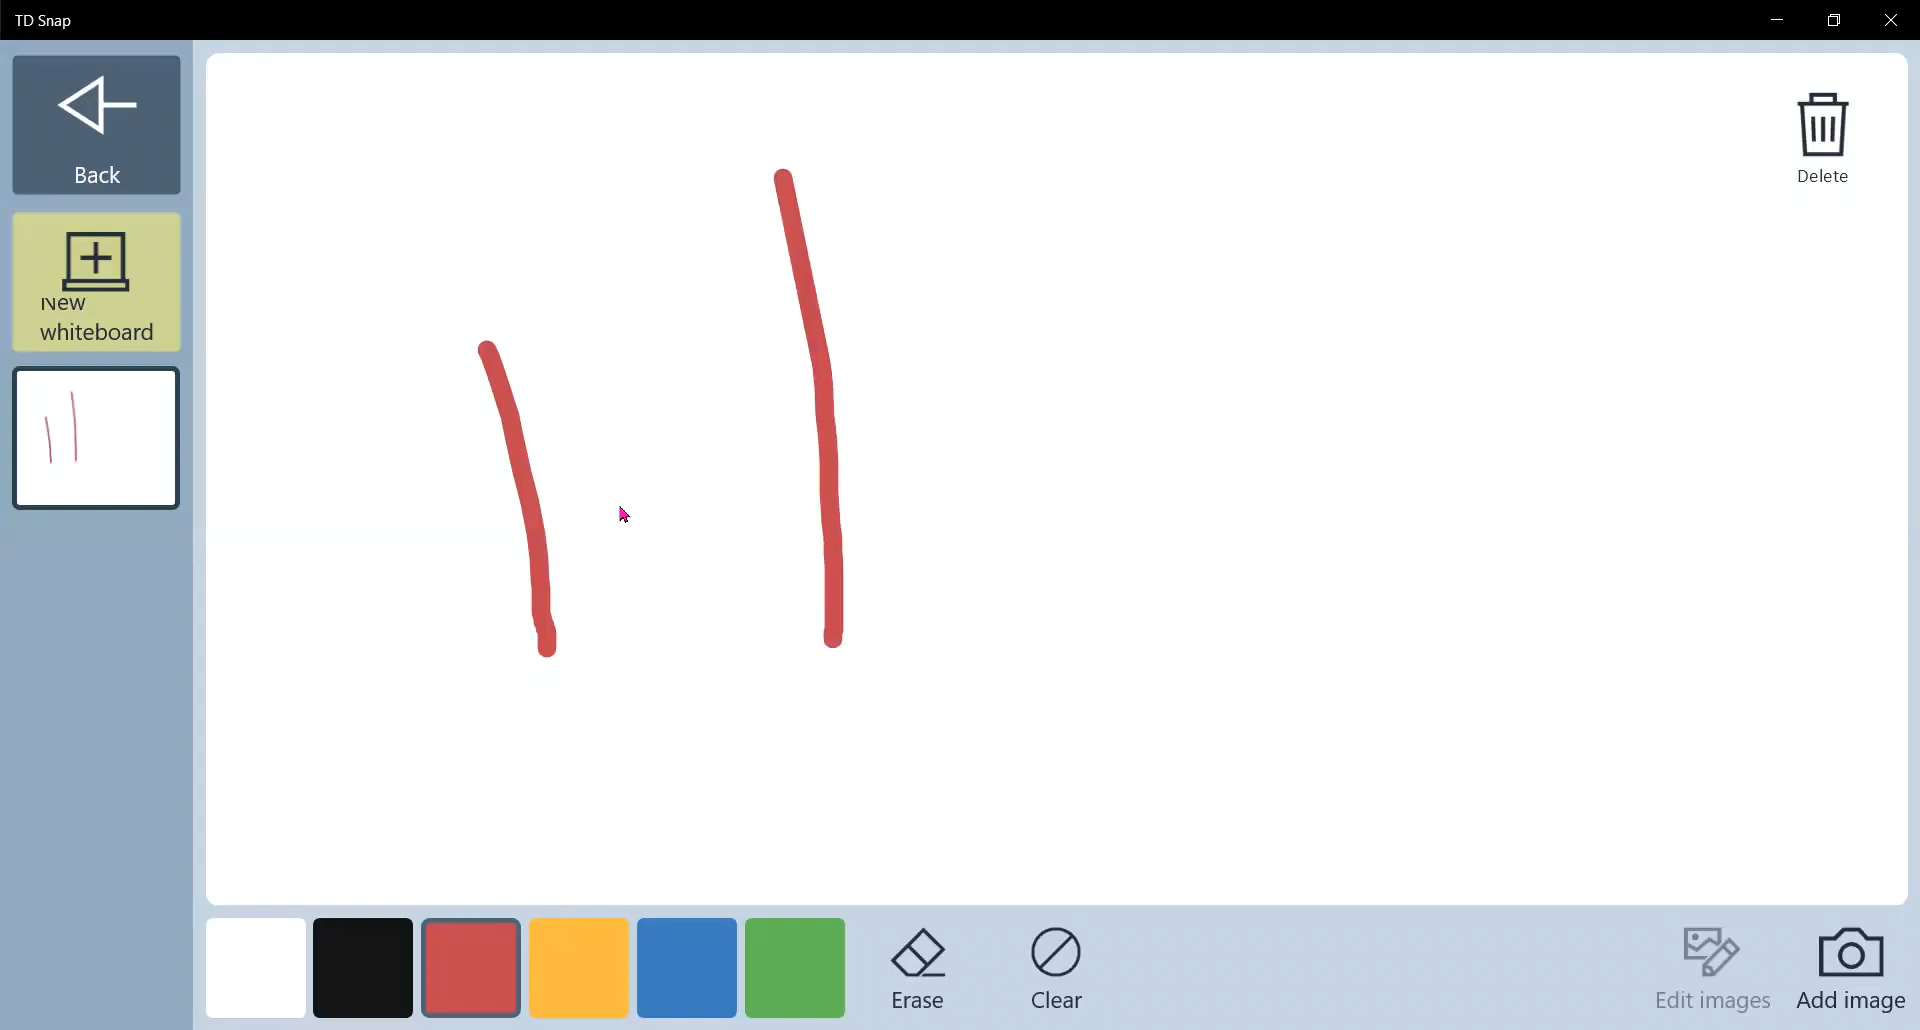 TD Snap
Back
Delete
New
whiteboard
Erase
Clear
Edit images
Add image